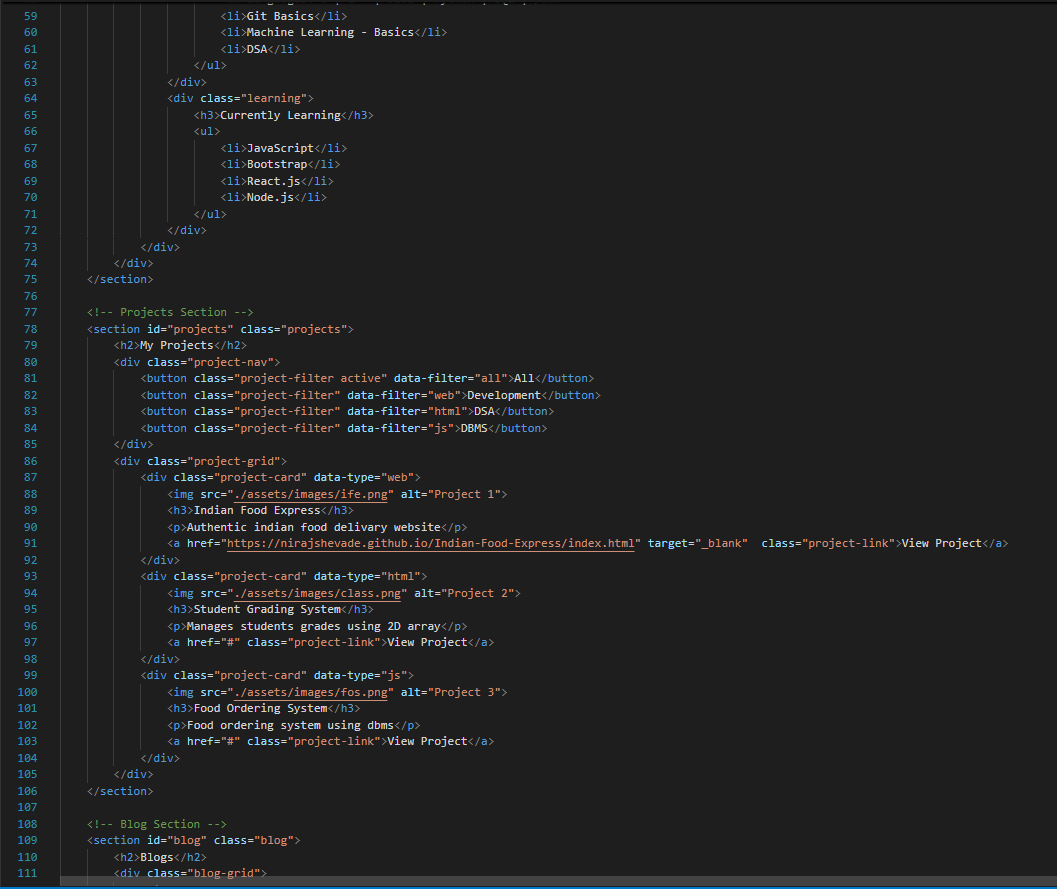 59 <li>Git Basics</li>
60 <li>Machine Learning - Basics</li>
61 <li>DSA</li>
62 </ul>
63 </div>
64 <div class="learning">
65 <h3>Currently Learning</h3>
66 <ul>
67 <li>JavaScript</li>
68 <li>Bootstrap</li>
69 <li>React.js</li>
70 <li>Node.js</li>
71 </ul>
72 </div>
73 </div>
74 </div>
75 </section>
76
77 <!-- Projects Section -->
78 <section id="projects" class="projects">
79 <h2>My Projects</h2>
80 <div class="project-nav">
81 <button class="project-filter active" data-filter="all">All</button>
82 <button class="project-filter" data-filter="web">Development</button>
83 <button class="project-filter" data-filter="html">DSA</button>
84 <button class="project-filter" data-filter="js">DBMS</button>
85 </div>
86 <div class="project-grid">
87 <div class="project-card" data-type="web">
88 <img src="./assets/images/ife.png" alt="Project 1">
89 <h3>Indian Food Express</h3>
90 <p>Authentic indian food delivary website</p>
91 <a href="https://nirajshevade.github.io/Indian-Food-Express/index.html" target="_blank"  class="project-link">View Project</a>
92 </div>
93 <div class="project-card" data-type="html">
94 <img src="./assets/images/class.png" alt="Project 2">
95 <h3>Student Grading System</h3>
96 <p>Manages students grades using 2D array</p>
97 <a href="#" class="project-link">View Project</a>
98 </div>
99 <div class="project-card" data-type="js">
100 <img src="./assets/images/fos.png" alt="Project 3">
101 <h3>Food Ordering System</h3>
102 <p>Food ordering system using dbms</p>
103 <a href="#" class="project-link">View Project</a>
104 </div>
105 </div>
106 </section>
107
108 <!-- Blog Section -->
109 <section id="blog" class="blog">
110 <h2>Blogs</h2>
111 <div class="blog-grid">